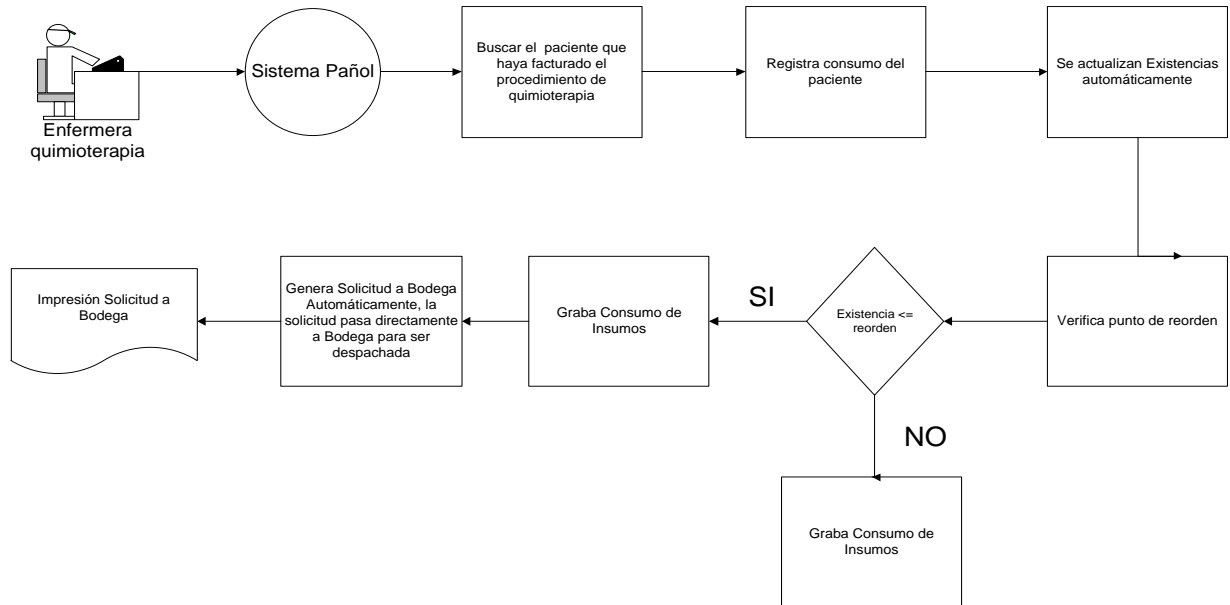 Enfermera
quimioterapia
Sistema Pañol
Buscar el paciente que
haya facturado el
procedimiento de
quimioterapia
Registra consumo del
paciente
Se actualizan Existencias
automáticamente
Verifica punto de reorden
Existencia <=
reorden
SI
Graba Consumo de
Insumos
Genera Solicitud a Bodega
Automáticamente, la
solicitud pasa directamente
a Bodega para ser
despachada
Impresión Solicitud a
Bodega
NO
Graba Consumo de
Insumos